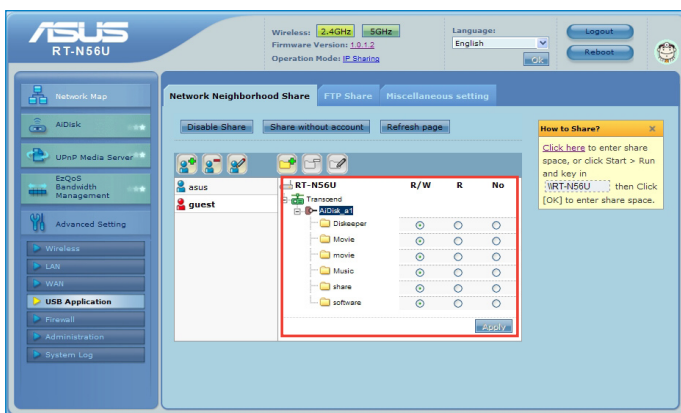 ASUS
RT-N56U
Wireless: 2.4GHz 5GHz
Firmware Version: 1.0.1.2
Operation Mode: IP Sharing
Language:
English
OK
Logout
Reboot
Network Map
AiDisk
UPnP Media Server
EzQoS
Bandwidth
Management
Advanced Setting
Wireless
LAN
WAN
USB Application
Firewall
Administration
System Log
Network Neighborhood Share FTP Share Miscellaneous setting
Disable Share Share without account Refresh page
asus
guest
RT-N56U R/W R No
Transcend
AiDisk_a1
Diskeeper
Movie
movie
Music
share
software
Apply
How to Share? X
Click here to enter share
space, or click Start > Run
and key in
\\RT-N56U then Click
[OK] to enter share space.